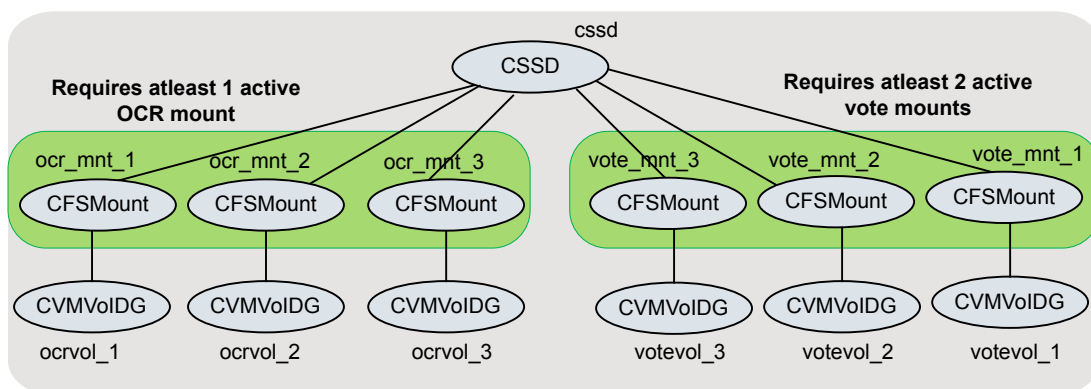 cssd
CSSD
Requires atleast 1 active
OCR mount
Requires atleast 2 active
vote mounts
ocr_mnt_1 ocr_mnt_2 ocr_mnt_3 vote_mnt_3 vote_mnt_2 vote_mnt_1
CFSMount CFSMount CFSMount CFSMount CFSMount CFSMount
CVMVolDG CVMVolDG CVMVolDG CVMVolDG CVMVolDG CVMVolDG
ocrvol_1 ocrvol_2 ocrvol_3 votevol_3 votevol_2 votevol_1